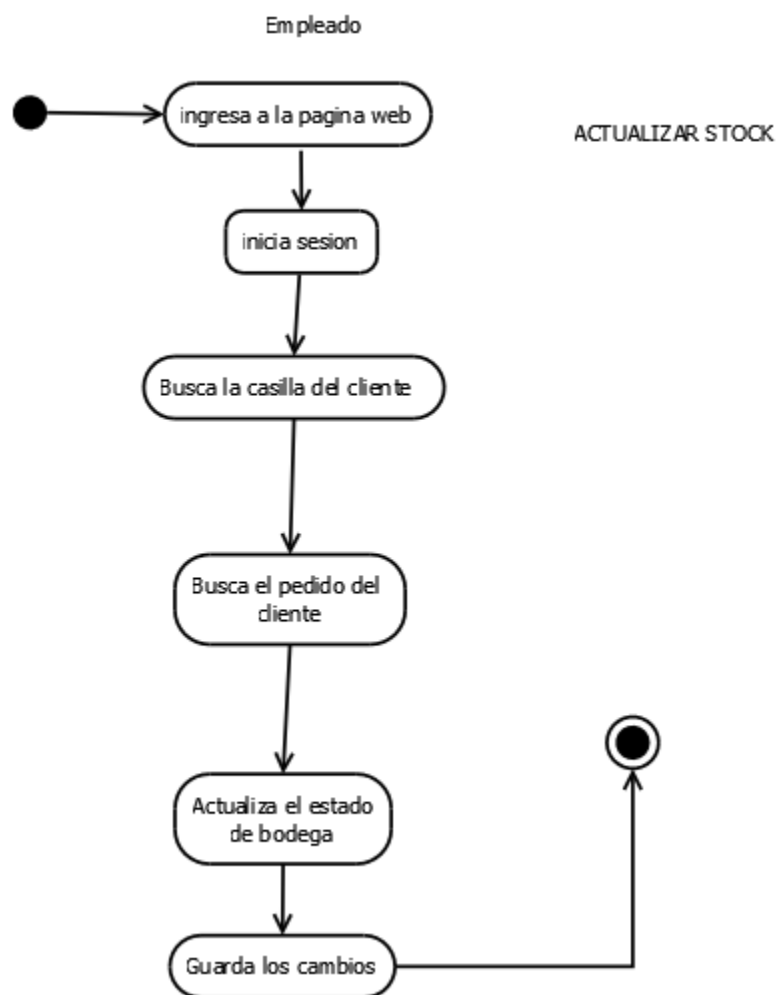 Empleado
ingresa a la pagina web
ACTUALIZAR STOCK
inicia sesion
Busca la casilla del cliente
Busca el pedido del
cliente
Actualiza el estado
de bodega
Guarda los cambios